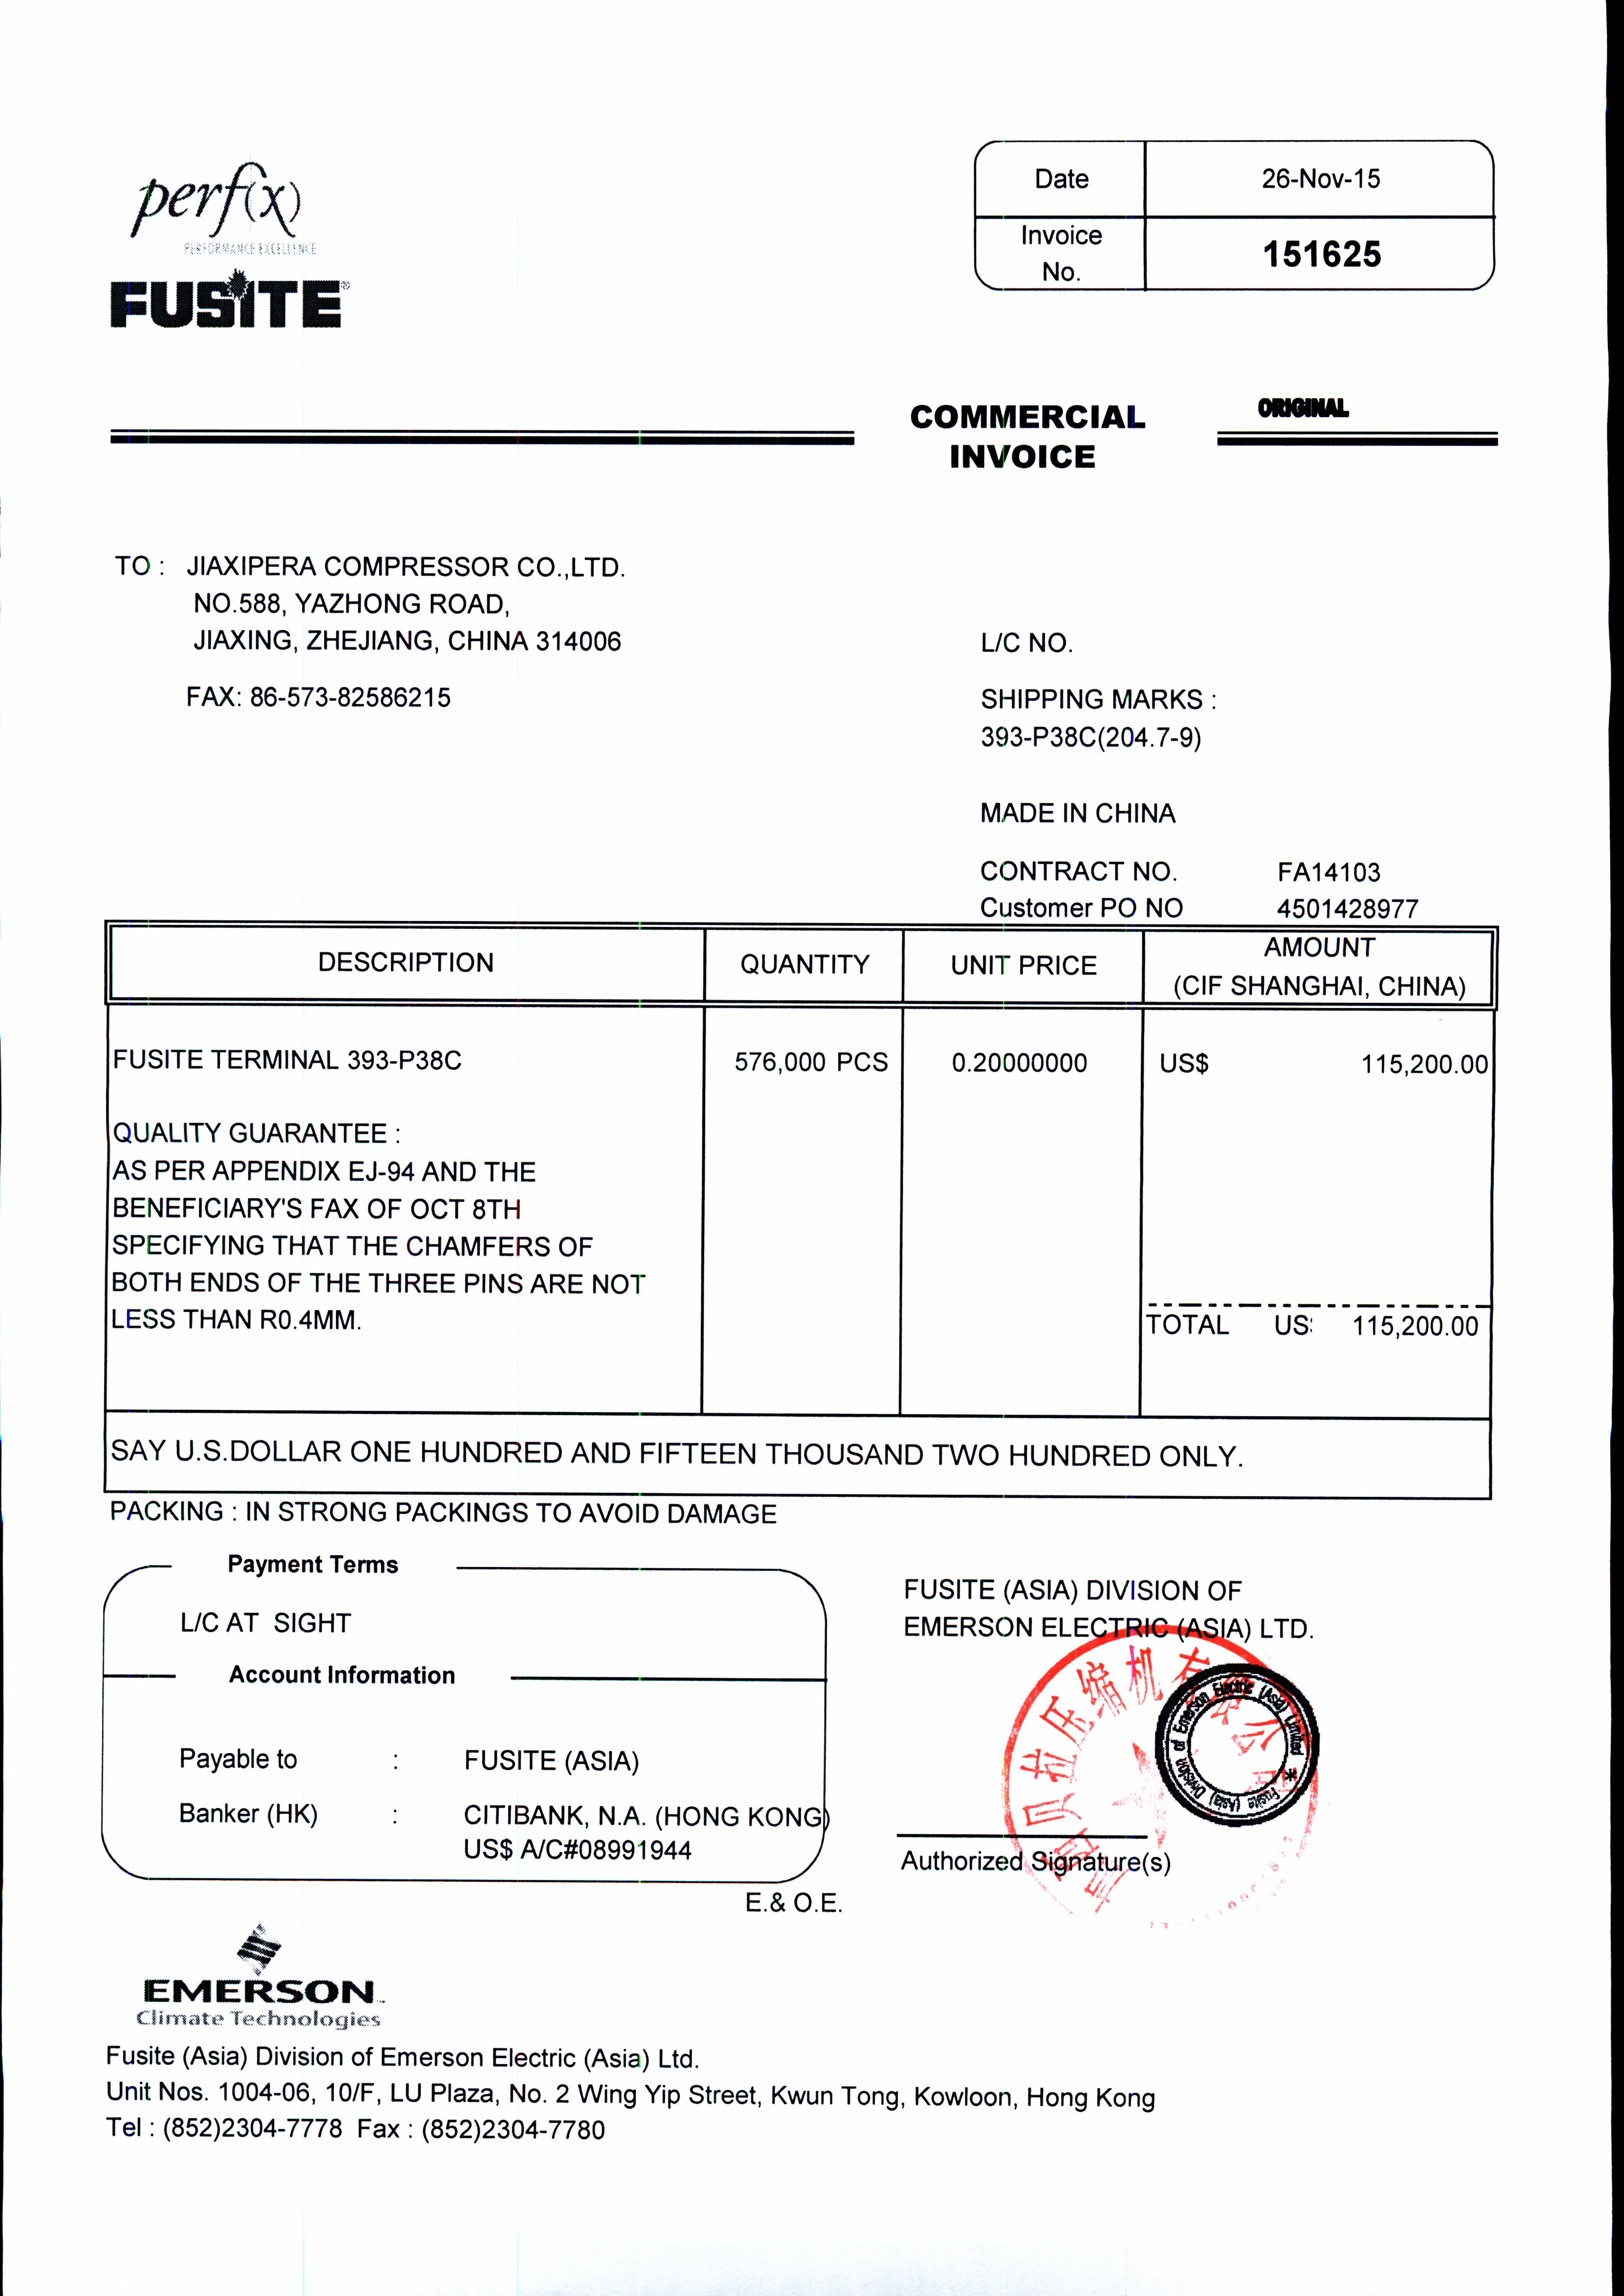 perf(x)
PERFORMANCE EXCELLENCE
FUSITE®
Date 26-Nov-15
Invoice No. 151625
COMMERCIAL INVOICE
ORIGINAL
TO : JIAXIPERA COMPRESSOR CO.,LTD.
NO.588, YAZHONG ROAD,
JIAXING, ZHEJIANG, CHINA 314006
FAX: 86-573-82586215
L/C NO.
SHIPPING MARKS :
393-P38C(204.7-9)
MADE IN CHINA
CONTRACT NO. FA14103
Customer PO NO 4501428977
DESCRIPTION QUANTITY UNIT PRICE AMOUNT
(CIF SHANGHAI, CHINA)
FUSITE TERMINAL 393-P38C 576,000 PCS 0.20000000 US$ 115,200.00
QUALITY GUARANTEE :
AS PER APPENDIX EJ-94 AND THE
BENEFICIARY'S FAX OF OCT 8TH
SPECIFYING THAT THE CHAMFERS OF
BOTH ENDS OF THE THREE PINS ARE NOT
LESS THAN R0.4MM.
TOTAL US 115,200.00
SAY U.S.DOLLAR ONE HUNDRED AND FIFTEEN THOUSAND TWO HUNDRED ONLY.
PACKING : IN STRONG PACKINGS TO AVOID DAMAGE
Payment Terms
L/C AT SIGHT
Account Information
Payable to : FUSITE (ASIA)
Banker (HK) : CITIBANK, N.A. (HONG KONG)
US$ A/C#08991944
E.& O.E.
FUSITE (ASIA) DIVISION OF
EMERSON ELECTRIC (ASIA) LTD.
贝拉压缩机有公
Fusite (Asia) Division of Emerson Electric (Asia) Limited *
Authorized Signature(s)
EMERSON
Climate Technologies
Fusite (Asia) Division of Emerson Electric (Asia) Ltd.
Unit Nos. 1004-06, 10/F, LU Plaza, No. 2 Wing Yip Street, Kwun Tong, Kowloon, Hong Kong
Tel : (852)2304-7778 Fax : (852)2304-7780